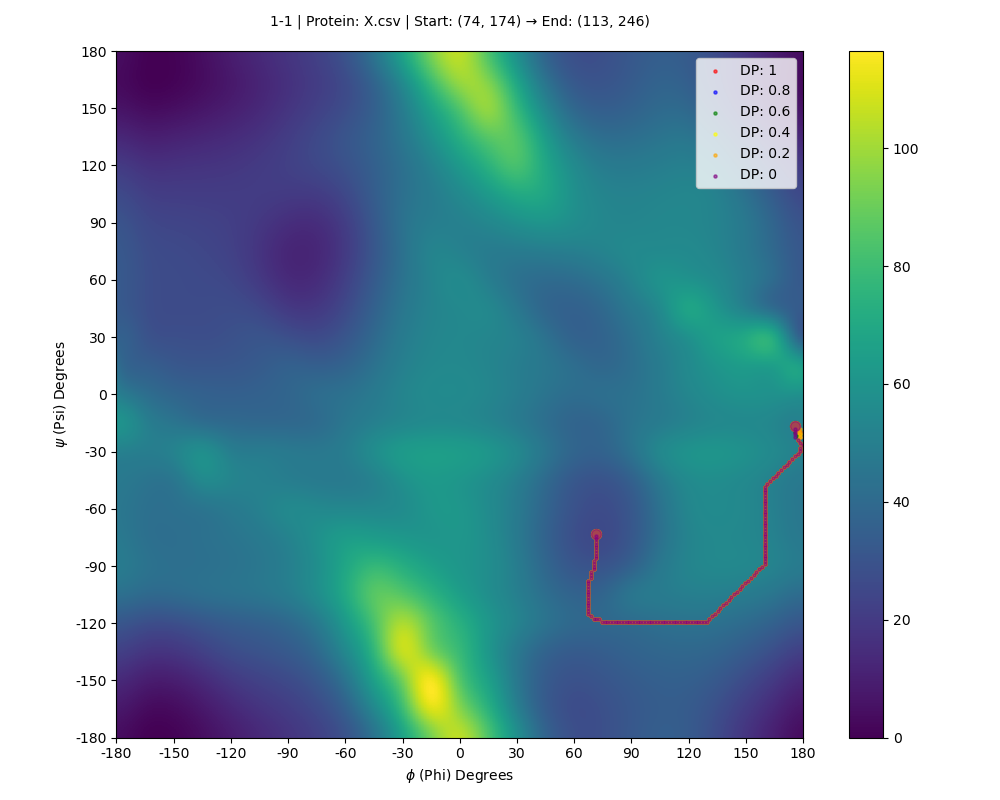 1-1 | Protein: X.csv | Start: (74, 174) → End: (113, 246)
DP: 1
DP: 0.8
DP: 0.6
DP: 0.4
DP: 0.2
DP: 0
180
150
120
90
60
30
0
-30
-60
-90
-120
-150
-180
ψ (Psi) Degrees
-180 -150 -120 -90 -60 -30 0 30 60 90 120 150 180
ϕ (Phi) Degrees
100
80
60
40
20
0